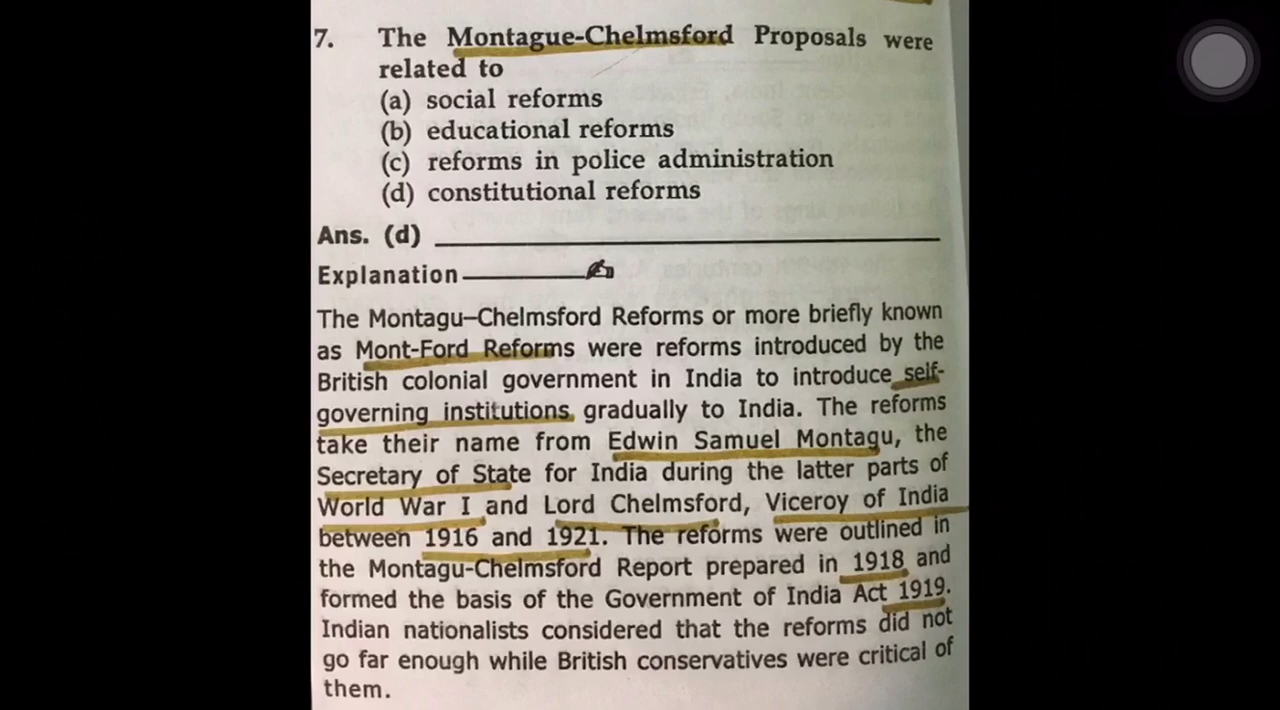 7. The Montague-Chelmsford Proposals were
related to
(a) social reforms
(b) educational reforms
(c) reforms in police administration
(d) constitutional reforms
Ans. (d)
Explanation
The Montagu–Chelmsford Reforms or more briefly known
as Mont-Ford Reforms were reforms introduced by the
British colonial government in India to introduce self-
governing institutions gradually to India. The reforms
take their name from Edwin Samuel Montagu, the
Secretary of State for India during the latter parts of
World War I and Lord Chelmsford, Viceroy of India
between 1916 and 1921. The reforms were outlined in
the Montagu-Chelmsford Report prepared in 1918 and
formed the basis of the Government of India Act 1919.
Indian nationalists considered that the reforms did not
go far enough while British conservatives were critical of
them.